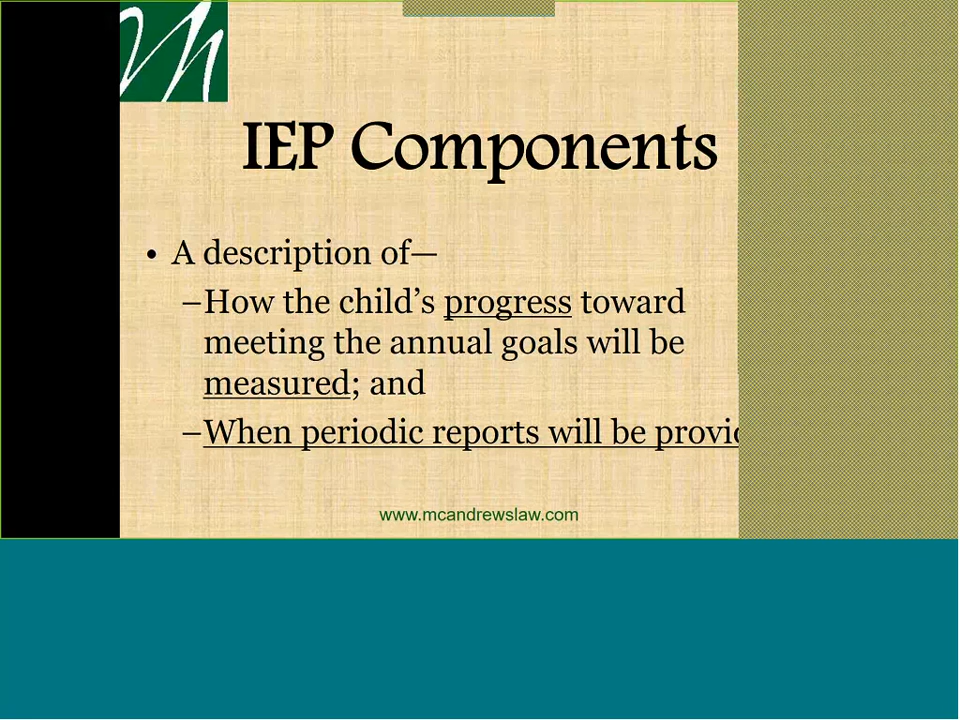 IEP Components
• A description of—
–How the child’s progress toward
meeting the annual goals will be
measured; and
–When periodic reports will be
www.mcandrewslaw.com